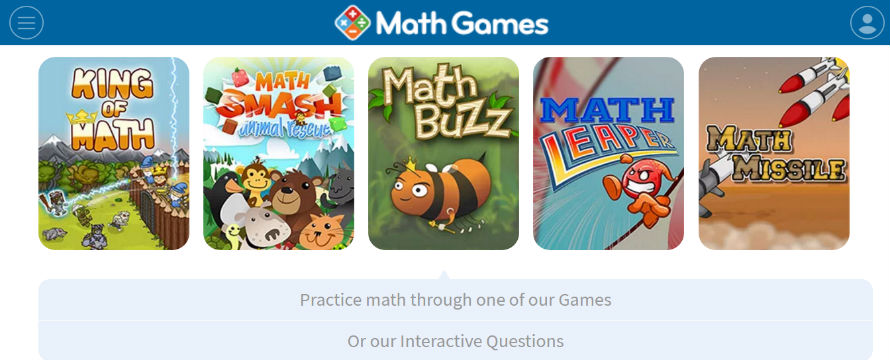 Math Games
KING
OF
MATH
MATH
SMASH
animal rescue
Math
BuZZ
MATH
LEAPER
MATH
MISSILE
Practice math through one of our Games
Or our Interactive Questions